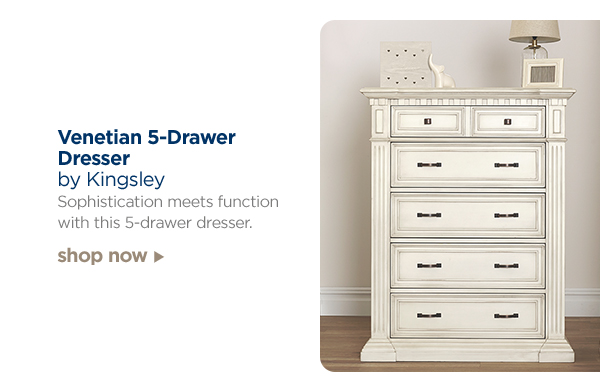 Venetian 5-Drawer
Dresser
by Kingsley
Sophistication meets function
with this 5-drawer dresser.
shop now ▶